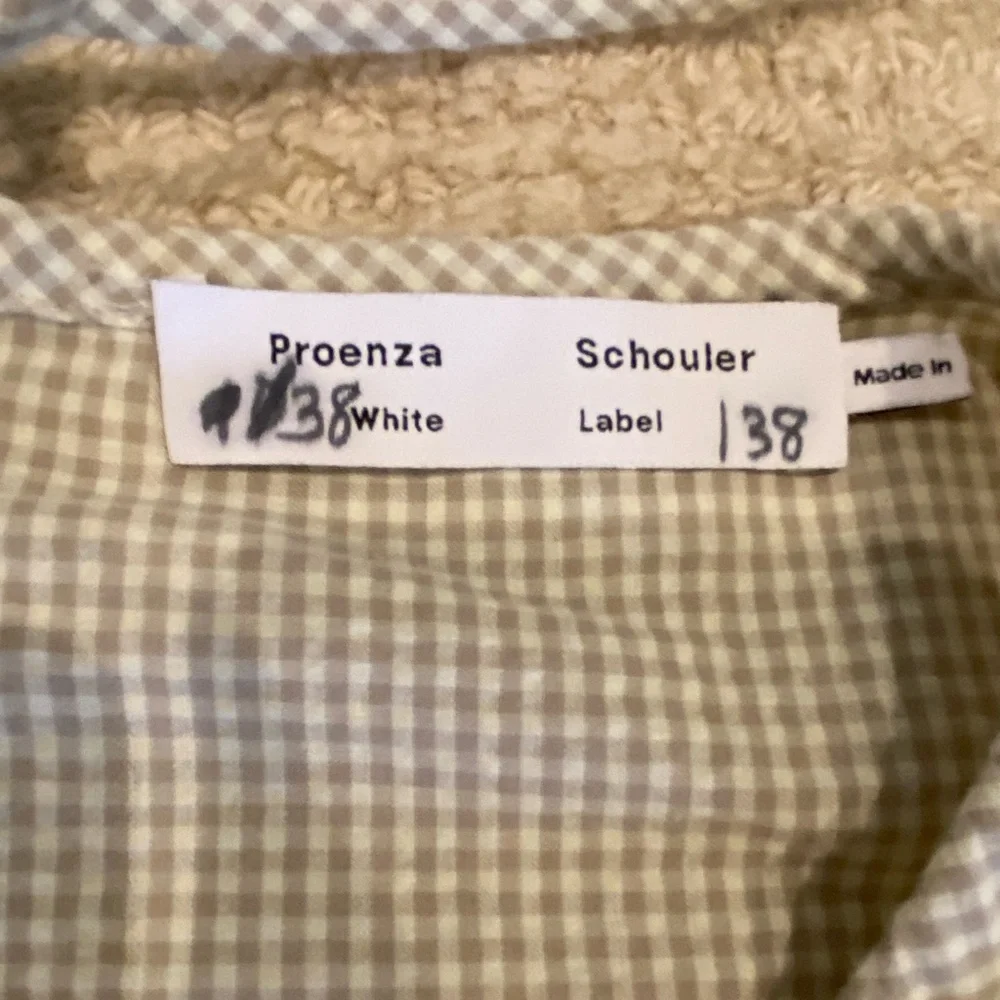 Proenza Schouler
38 White Label 138
Made In